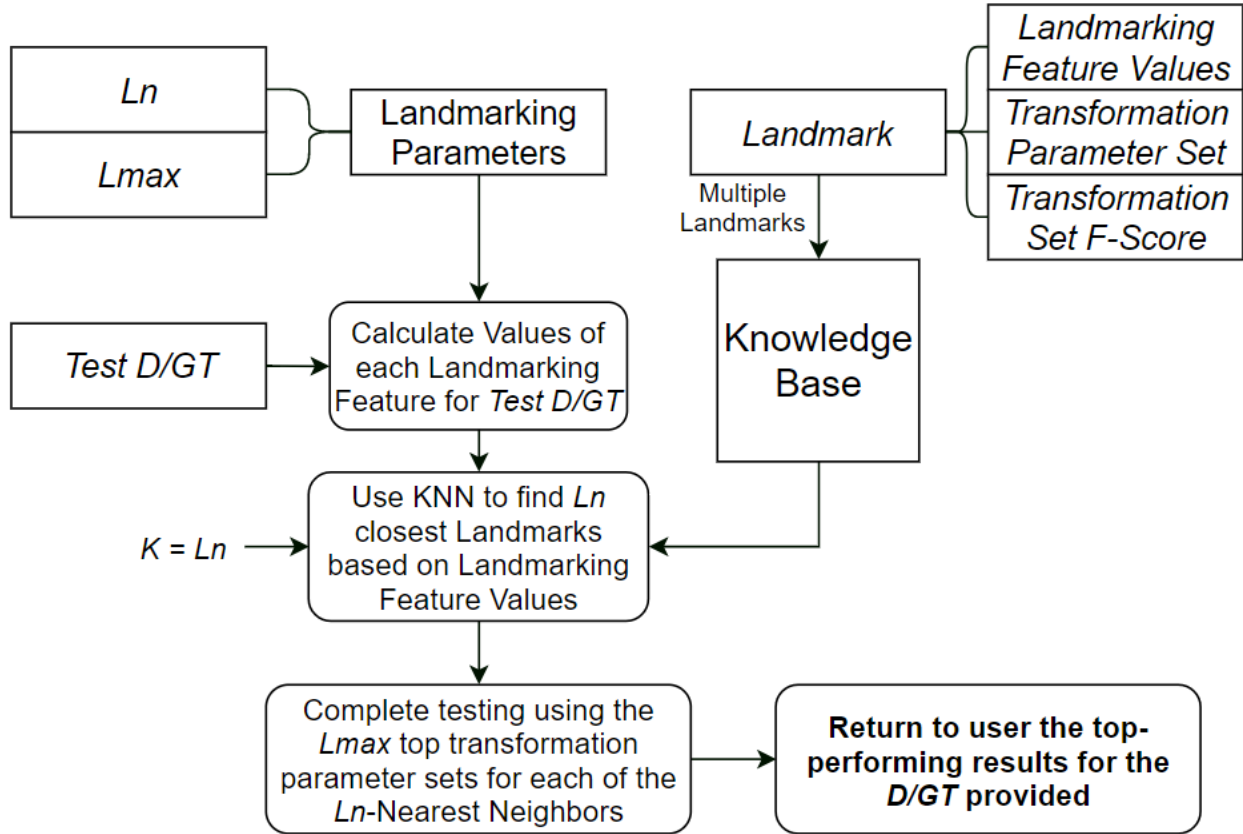 Ln
Lmax
Landmarking
Parameters
Landmark
Landmarking
Feature Values
Transformation
Parameter Set
Transformation
Set F-Score
Multiple
Landmarks
Knowledge
Base
Test D/GT
Calculate Values of
each Landmarking
Feature for Test D/GT
K = Ln
Use KNN to find Ln
closest Landmarks
based on Landmarking
Feature Values
Complete testing using the
Lmax top transformation
parameter sets for each of the
Ln-Nearest Neighbors
Return to user the top-
performing results for the
D/GT provided